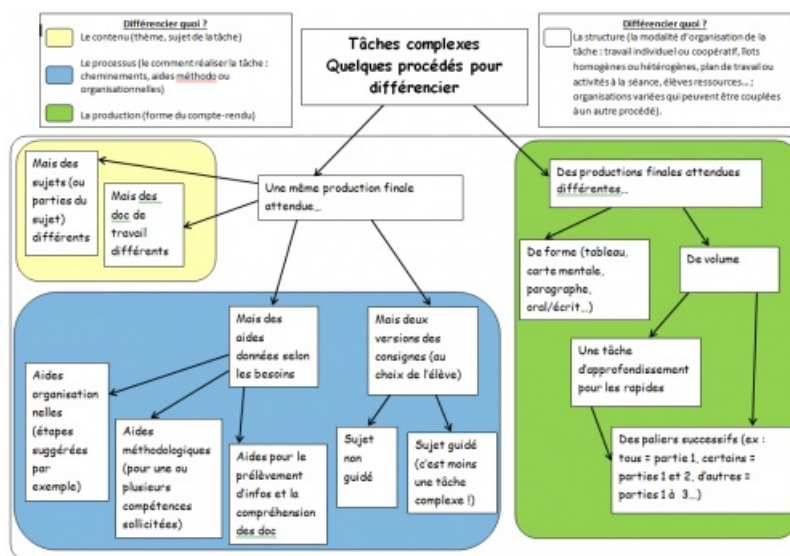 Différencier quoi ?
Le contenu (thème, sujet de la tâche)
Le processus (le comment réaliser la tâche :
cheminements, aides méthodo ou
organisationnelles)
La production (forme du compte-rendu)
Tâches complexes
Quelques procédés pour
différencier
Différencier quoi ?
La structure (la modalité d'organisation de la
tâche : travail individuel ou coopératif, îlots
homogènes ou hétérogènes, plan de travail ou
activités à la séance, élèves ressources... ;
organisations variées qui peuvent être couplées
à un autre procédé).
Mais des
sujets (ou
parties du
sujet)
différents
Mais des
doc de
travail
différents
Une même production finale
attendue...
Des productions finales attendues
différentes...
De forme (tableau,
carte mentale,
paragraphe,
oral/écrit...)
De volume
Mais des
aides
données selon
les besoins
Mais deux
versions des
consignes (au
choix de l'élève)
Une tâche
d'approfondissement
pour les rapides
Aides
organisation
nelles
(étapes
suggérées
par
exemple)
Aides
méthodologiques
(pour une ou
plusieurs
compétences
sollicitées)
Aides pour le
prélèvement
d'infos et la
compréhension
des doc
Sujet
non
guidé
Sujet guidé
(c'est moins
une tâche
complexe !)
Des paliers successifs (ex :
tous = partie 1, certains =
parties 1 et 2, d'autres =
parties 1 à 3...)